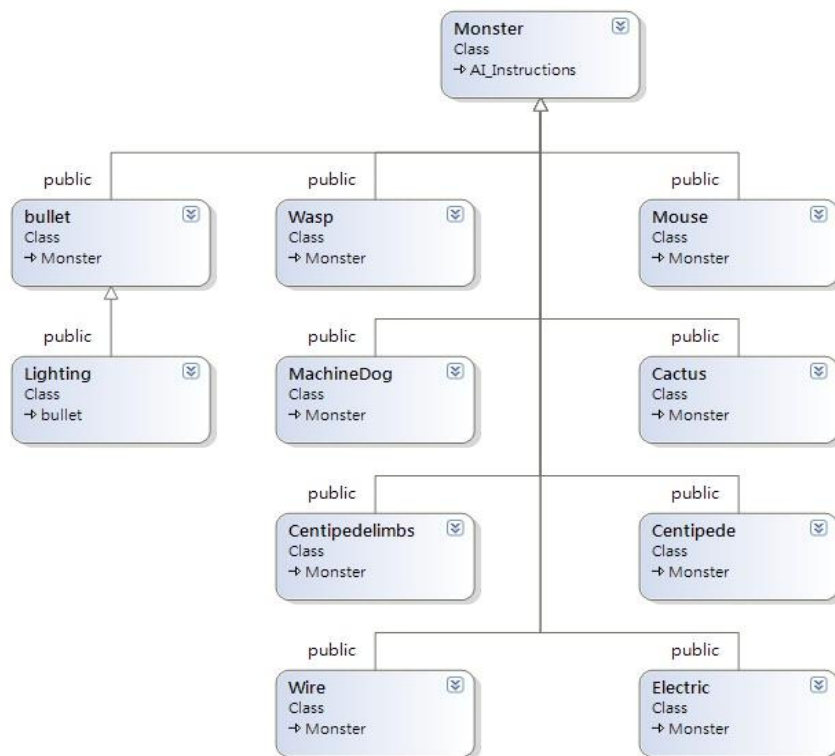 Monster
Class
AI_Instructions
public
public
public
bullet
Class
Monster
Wasp
Class
Monster
Mouse
Class
Monster
public
public
public
Lighting
Class
bullet
MachineDog
Class
Monster
Cactus
Class
Monster
public
public
Centipedelimbs
Class
Monster
Centipede
Class
Monster
public
public
Wire
Class
Monster
Electric
Class
Monster